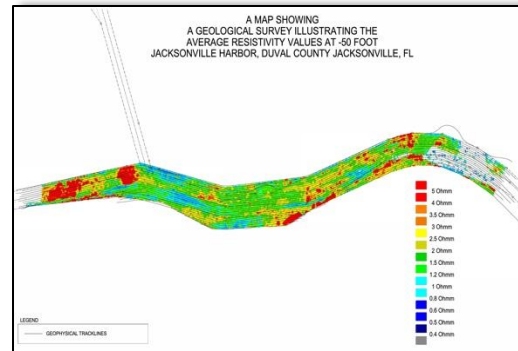 A MAP SHOWING
A GEOLOGICAL SURVEY ILLUSTRATING THE
AVERAGE RESISTIVITY VALUES AT -50 FOOT
JACKSONVILLE HARBOR, DUVAL COUNTY JACKSONVILLE, FL
5 Ohmm
4 Ohmm
3.5 Ohmm
3 Ohmm
2.5 Ohmm
2 Ohmm
1.5 Ohmm
1.2 Ohmm
1 Ohmm
0.8 Ohmm
0.6 Ohmm
0.5 Ohmm
0.4 Ohmm
LEGEND
GEOPHYSICAL TRACKLINES